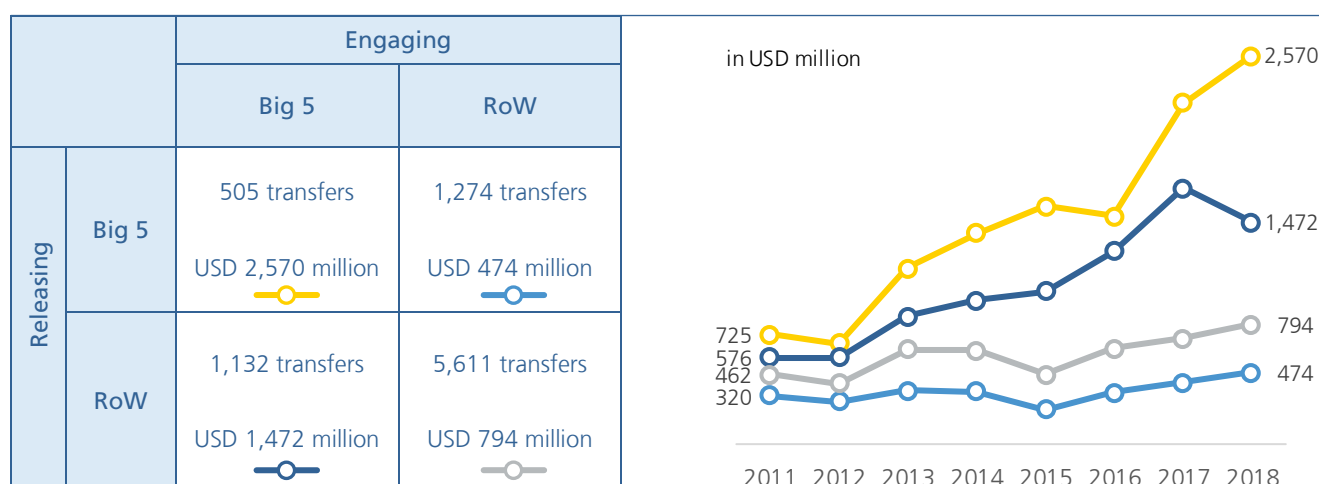 Engaging
Big 5 RoW
Releasing
Big 5
505 transfers 1,274 transfers
USD 2,570 million USD 474 million
RoW
1,132 transfers 5,611 transfers
USD 1,472 million USD 794 million
in USD million
2,570
1,472
794
474
725
576
462
320
2011 2012 2013 2014 2015 2016 2017 2018